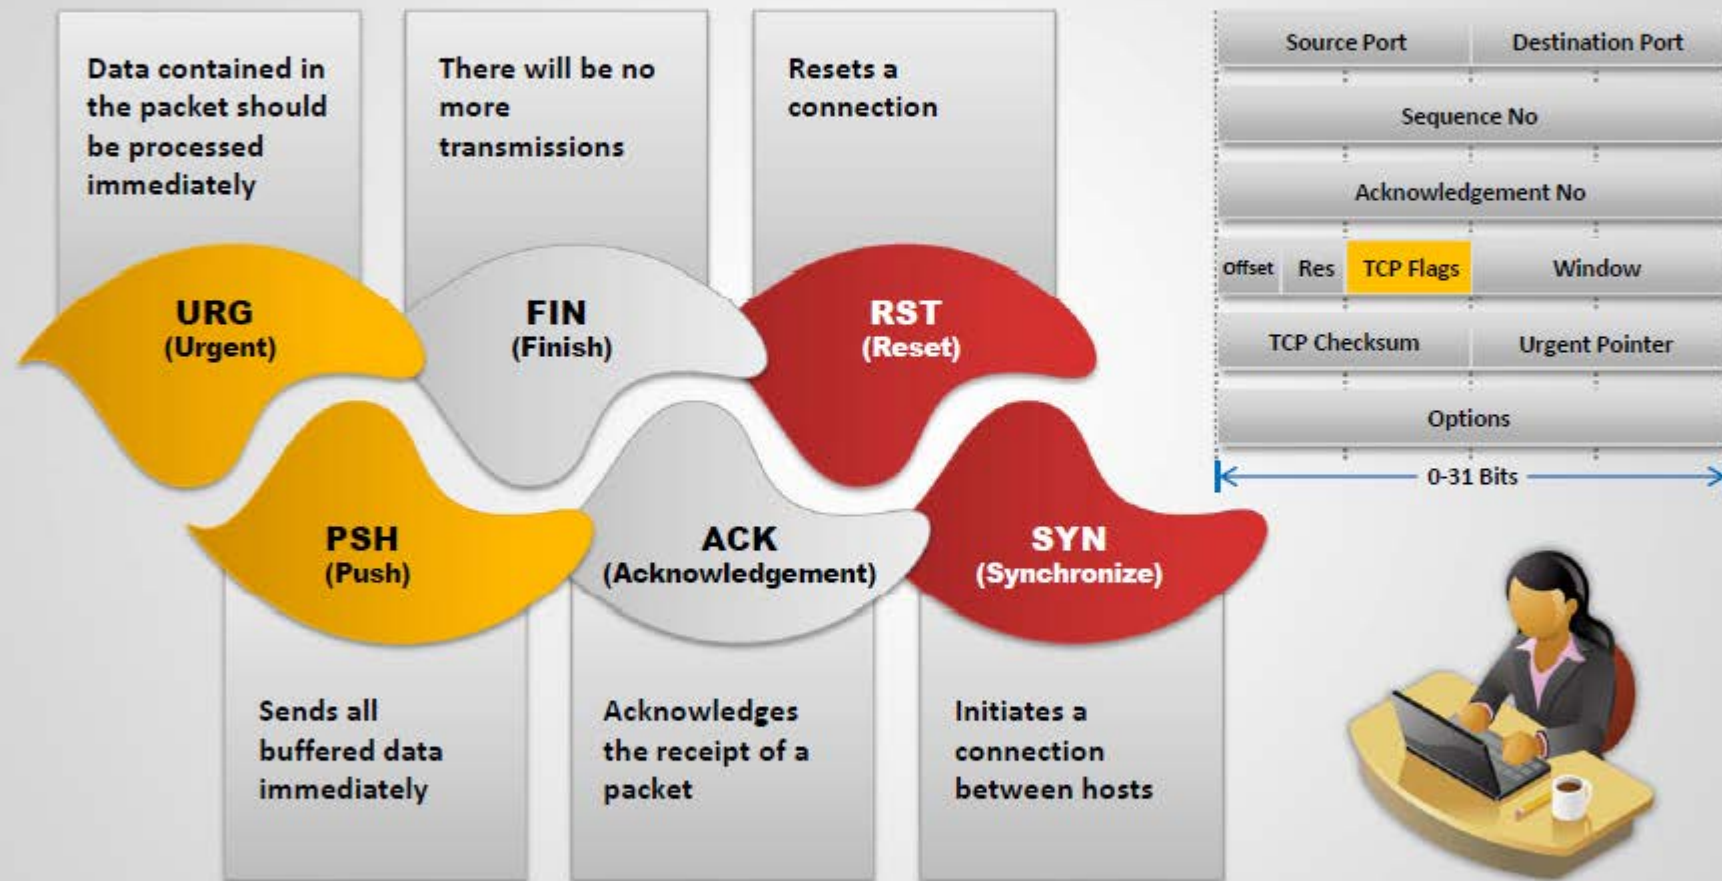 Data contained in
the packet should
be processed
immediately
There will be no
more
transmissions
Resets a
connection
URG
(Urgent)
FIN
(Finish)
RST
(Reset)
PSH
(Push)
ACK
(Acknowledgement)
SYN
(Synchronize)
Sends all
buffered data
immediately
Acknowledges
the receipt of a
packet
Initiates a
connection
between hosts
Source Port Destination Port
Sequence No
Acknowledgement No
Offset Res TCP Flags Window
TCP Checksum Urgent Pointer
Options
0-31 Bits